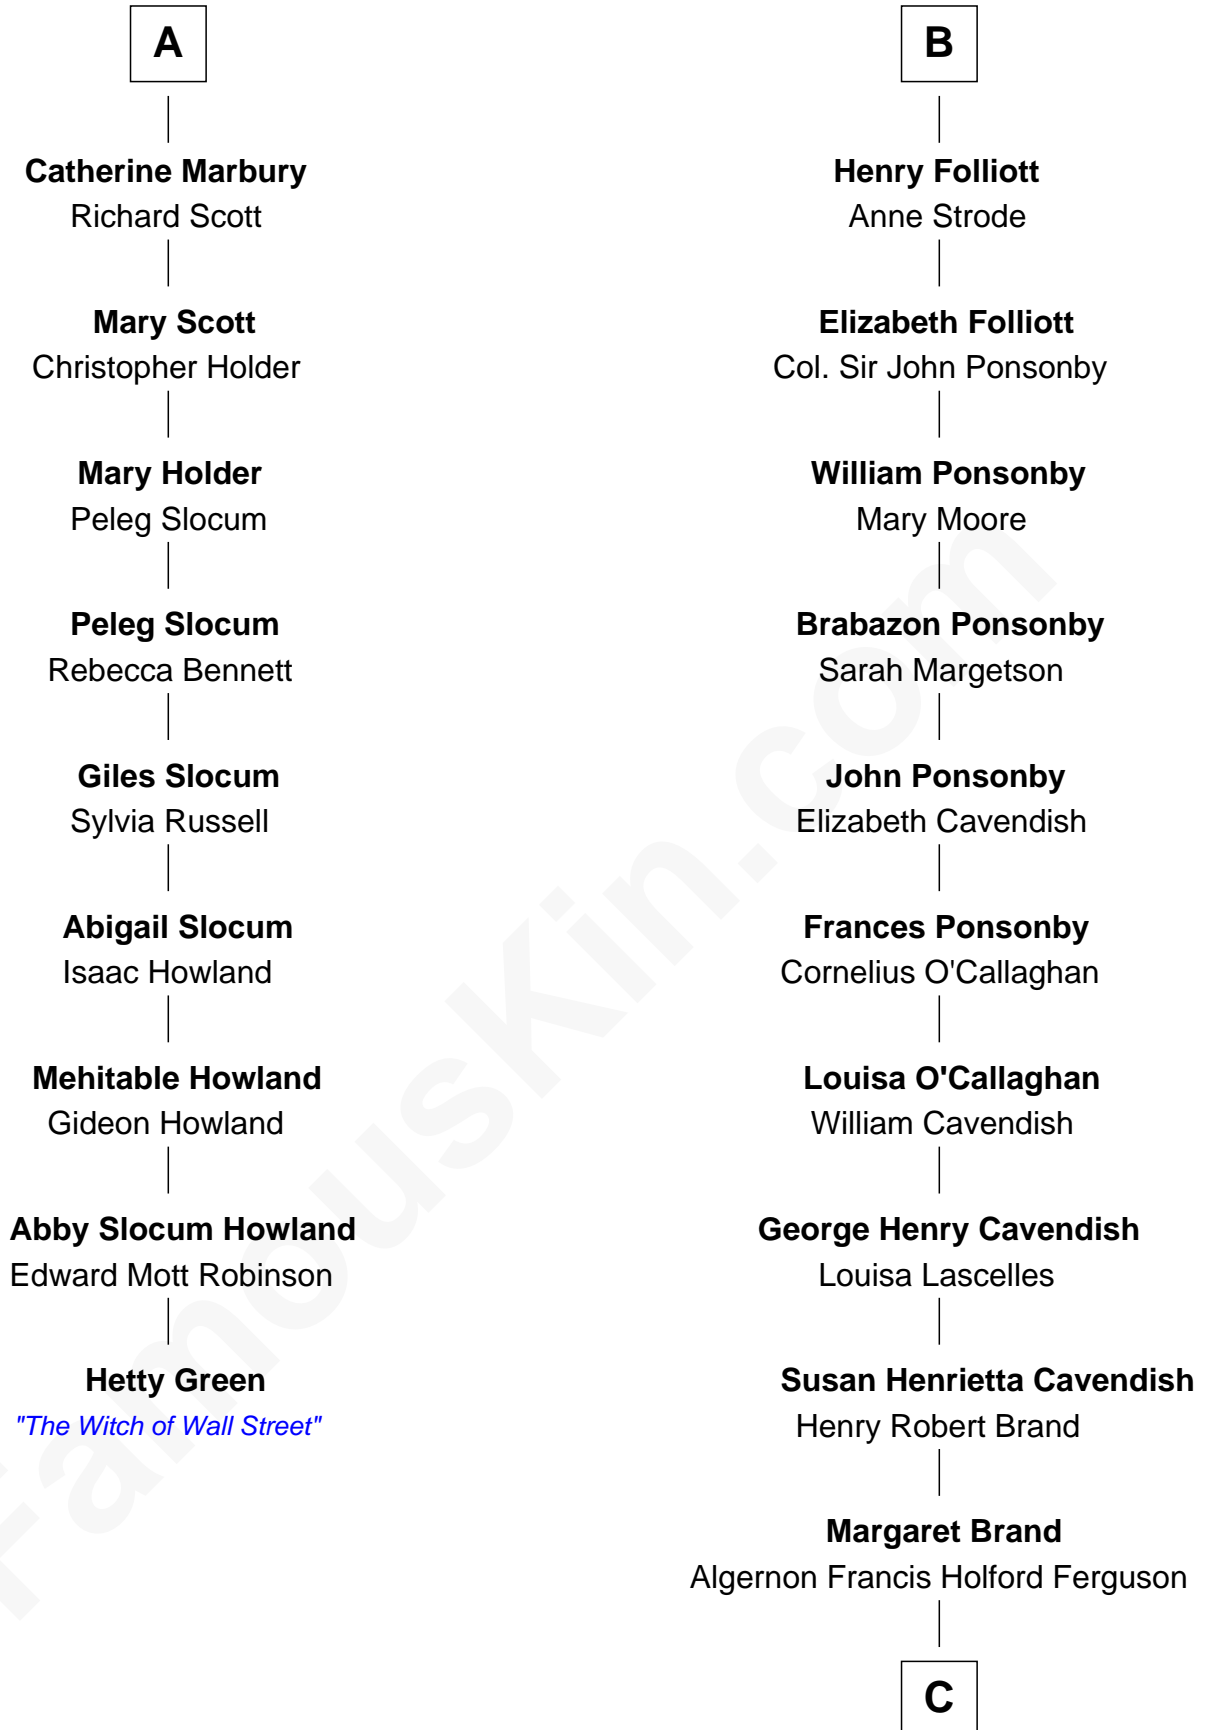 A
Catherine Marbury
Richard Scott
Mary Scott
Christopher Holder
Mary Holder
Peleg Slocum
Peleg Slocum
Rebecca Bennett
Giles Slocum
Sylvia Russell
Abigail Slocum
Isaac Howland
Mehitable Howland
Gideon Howland
Abby Slocum Howland
Edward Mott Robinson
Hetty Green
"The Witch of Wall Street"
B
Henry Folliott
Anne Strode
Elizabeth Folliott
Col. Sir John Ponsonby
William Ponsonby
Mary Moore
Brabazon Ponsonby
Sarah Margetson
John Ponsonby
Elizabeth Cavendish
Frances Ponsonby
Cornelius O'Callaghan
Louisa O'Callaghan
William Cavendish
George Henry Cavendish
Louisa Lascelles
Susan Henrietta Cavendish
Henry Robert Brand
Margaret Brand
Algernon Francis Holford Ferguson
C
FamousKin.com